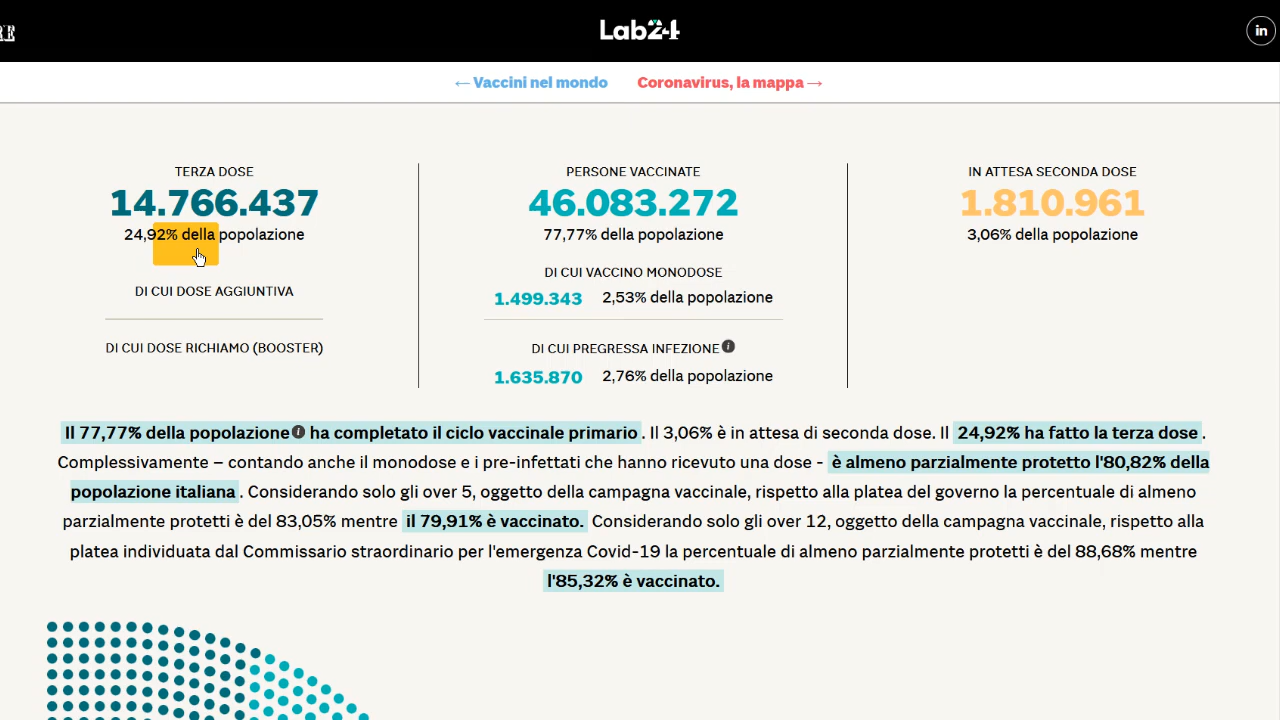 RE
Lab24
in
← Vaccini nel mondo
Coronavirus, la mappa →
TERZA DOSE
14.766.437
24,92% della popolazione
DI CUI DOSE AGGIUNTIVA
DI CUI DOSE RICHIAMO (BOOSTER)
PERSONE VACCINATE
46.083.272
77,77% della popolazione
DI CUI VACCINO MONODOSE
1.499.343 2,53% della popolazione
DI CUI PREGRESSA INFEZIONE i
1.635.870 2,76% della popolazione
IN ATTESA SECONDA DOSE
1.810.961
3,06% della popolazione
Il 77,77% della popolazione i ha completato il ciclo vaccinale primario . Il 3,06% è in attesa di seconda dose. Il 24,92% ha fatto la terza dose .
Complessivamente – contando anche il monodose e i pre-infettati che hanno ricevuto una dose - è almeno parzialmente protetto l'80,82% della
popolazione italiana . Considerando solo gli over 5, oggetto della campagna vaccinale, rispetto alla platea del governo la percentuale di almeno
parzialmente protetti è del 83,05% mentre il 79,91% è vaccinato. Considerando solo gli over 12, oggetto della campagna vaccinale, rispetto alla
platea individuata dal Commissario straordinario per l'emergenza Covid-19 la percentuale di almeno parzialmente protetti è del 88,68% mentre
l'85,32% è vaccinato.